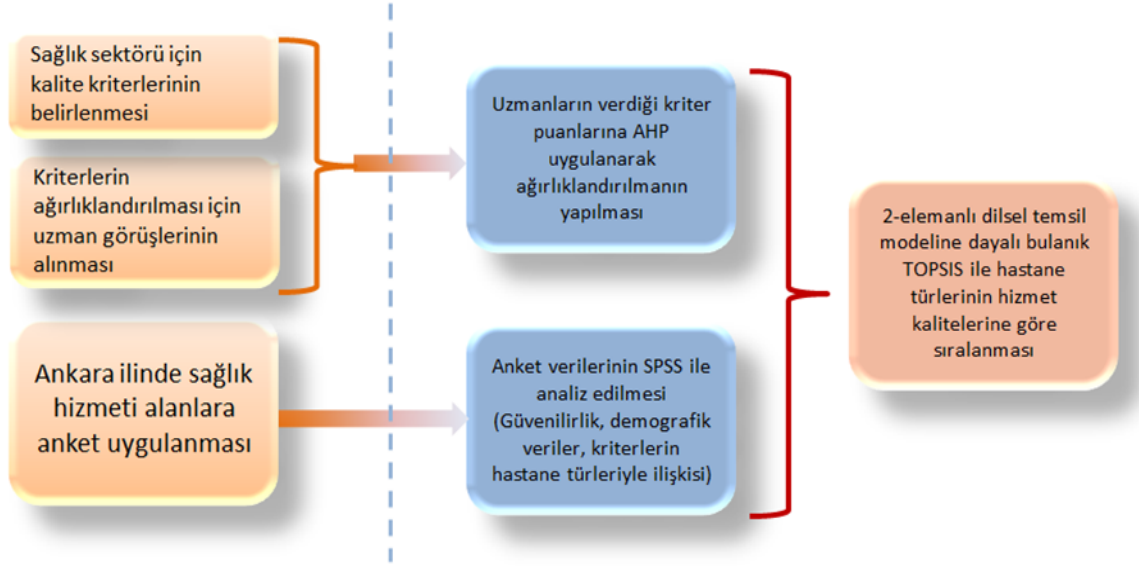 Sağlık sektörü için
kalite kriterlerinin
belirlenmesi
Kriterlerin
ağırlıklandırılması için
uzman görüşlerinin
alınması
Ankara ilinde sağlık
hizmeti alanlara
anket uygulanması
Uzmanların verdiği kriter
puanlarına AHP
uygulanarak
ağırlıklandırılmanın
yapılması
Anket verilerinin SPSS ile
analiz edilmesi
(Güvenilirlik, demografik
veriler, kriterlerin
hastane türleriyle ilişkisi)
2-elemanlı dilsel temsil
modeline dayalı bulanık
TOPSIS ile hastane
türlerinin hizmet
kalitelerine göre
sıralanması